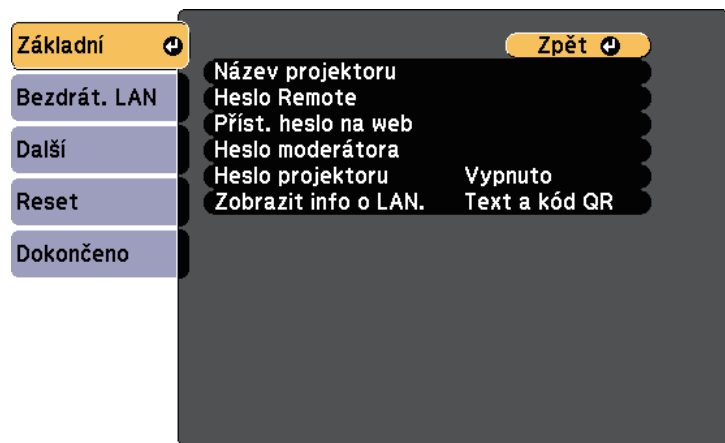 Základní
Bezdrát. LAN
Další
Reset
Dokončeno
Zpět
Název projektoru
Heslo Remote
Příst. heslo na web
Heslo moderátora
Heslo projektoru Vypnuto
Zobrazit info o LAN. Text a kód QR